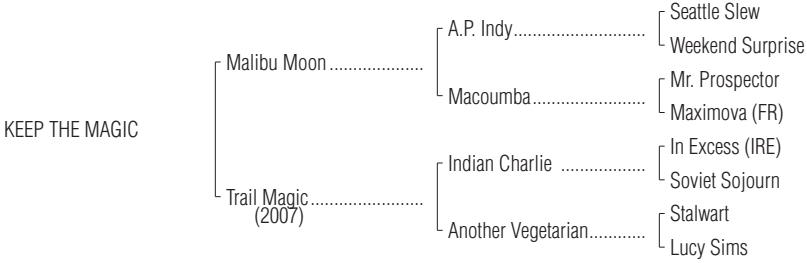 Seattle Slew
A.P. Indy..............................
Weekend Surprise
Malibu Moon .....................
Mr. Prospector
Macoumba..........................
Maximova (FR)
KEEP THE MAGIC
In Excess (IRE)
Indian Charlie ...................
Soviet Sojourn
Trail Magic..........................
(2007)
Stalwart
Another Vegetarian.............
Lucy Sims